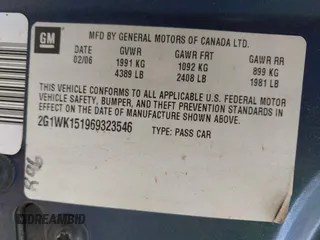 GM
MFD BY GENERAL MOTORS OF CANADA LTD.
DATE GVWR GAWR FRT GAWR RR
02/06 1991 KG 1092 KG 899 KG
4389 LB 2408 LB 1981 LB
THIS VEHICLE CONFORMS TO ALL APPLICABLE U.S. FEDERAL MOTOR
VEHICLE SAFETY, BUMPER, AND THEFT PREVENTION STANDARDS IN
EFFECT ON THE DATE OF MANUFACTURE SHOWN ABOVE.
2G1WK151969323546 TYPE: PASS CAR
DREAMBID